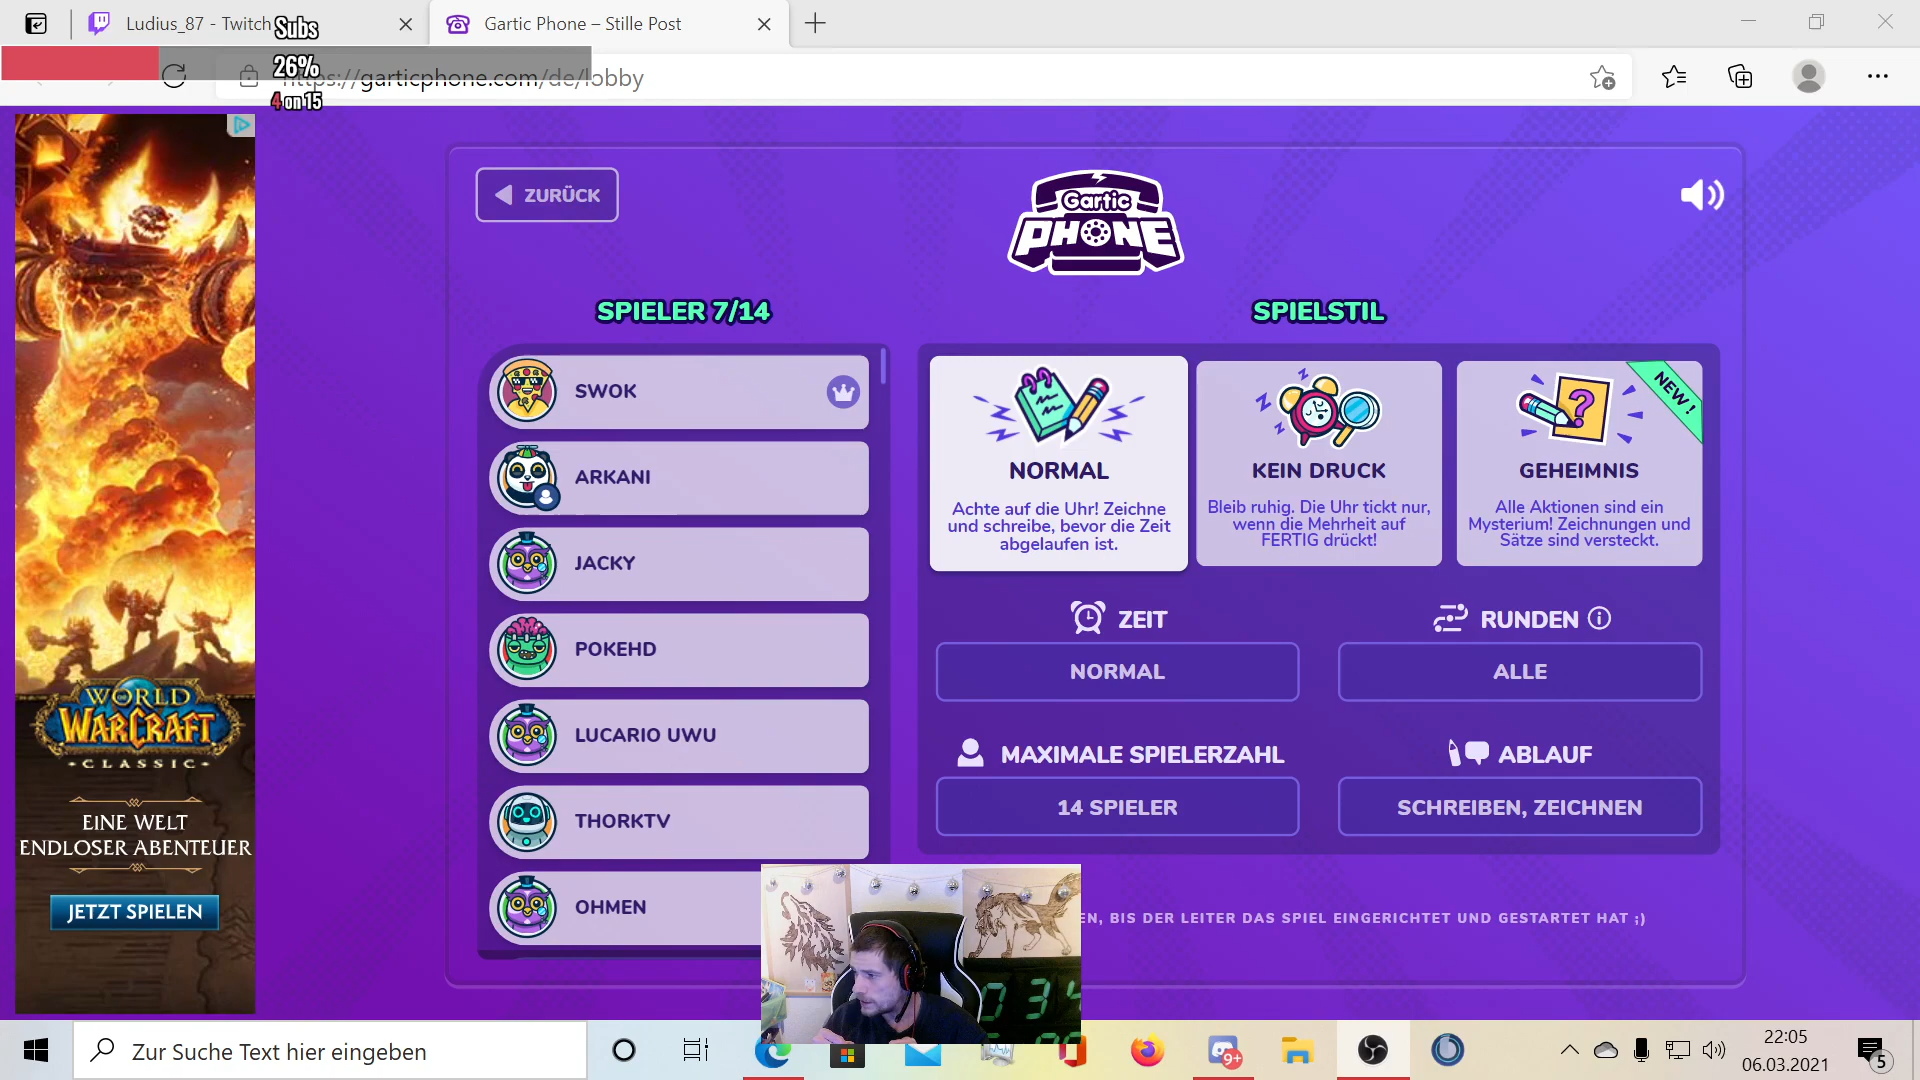 Ludius_87 - Twitch
Gartic Phone – Stille Post
Subs
26%
4 on 15
https://garticphone.com/de/lobby
ZURÜCK
Gartic
PHONE
SPIELER 7/14
SPIELSTIL
SWOK
ARKANI
JACKY
POKEHD
LUCARIO UWU
THORKTV
OHMEN
NORMAL
Achte auf die Uhr! Zeichne
und schreibe, bevor die Zeit
abgelaufen ist.
KEIN DRUCK
Bleib ruhig. Die Uhr tickt nur,
wenn die Mehrheit auf
FERTIG drückt!
NEW!
GEHEIMNIS
Alle Aktionen sind ein
Mysterium! Zeichnungen und
Sätze sind versteckt.
ZEIT
NORMAL
RUNDEN
ALLE
MAXIMALE SPIELERZAHL
14 SPIELER
ABLAUF
SCHREIBEN, ZEICHNEN
EN, BIS DER LEITER DAS SPIEL EINGERICHTET UND GESTARTET HAT ;)
WORLD
WARCRAFT
CLASSIC
EINE WELT
ENDLOSER ABENTEUER
JETZT SPIELEN
Zur Suche Text hier eingeben
9+
22:05
06.03.2021
5